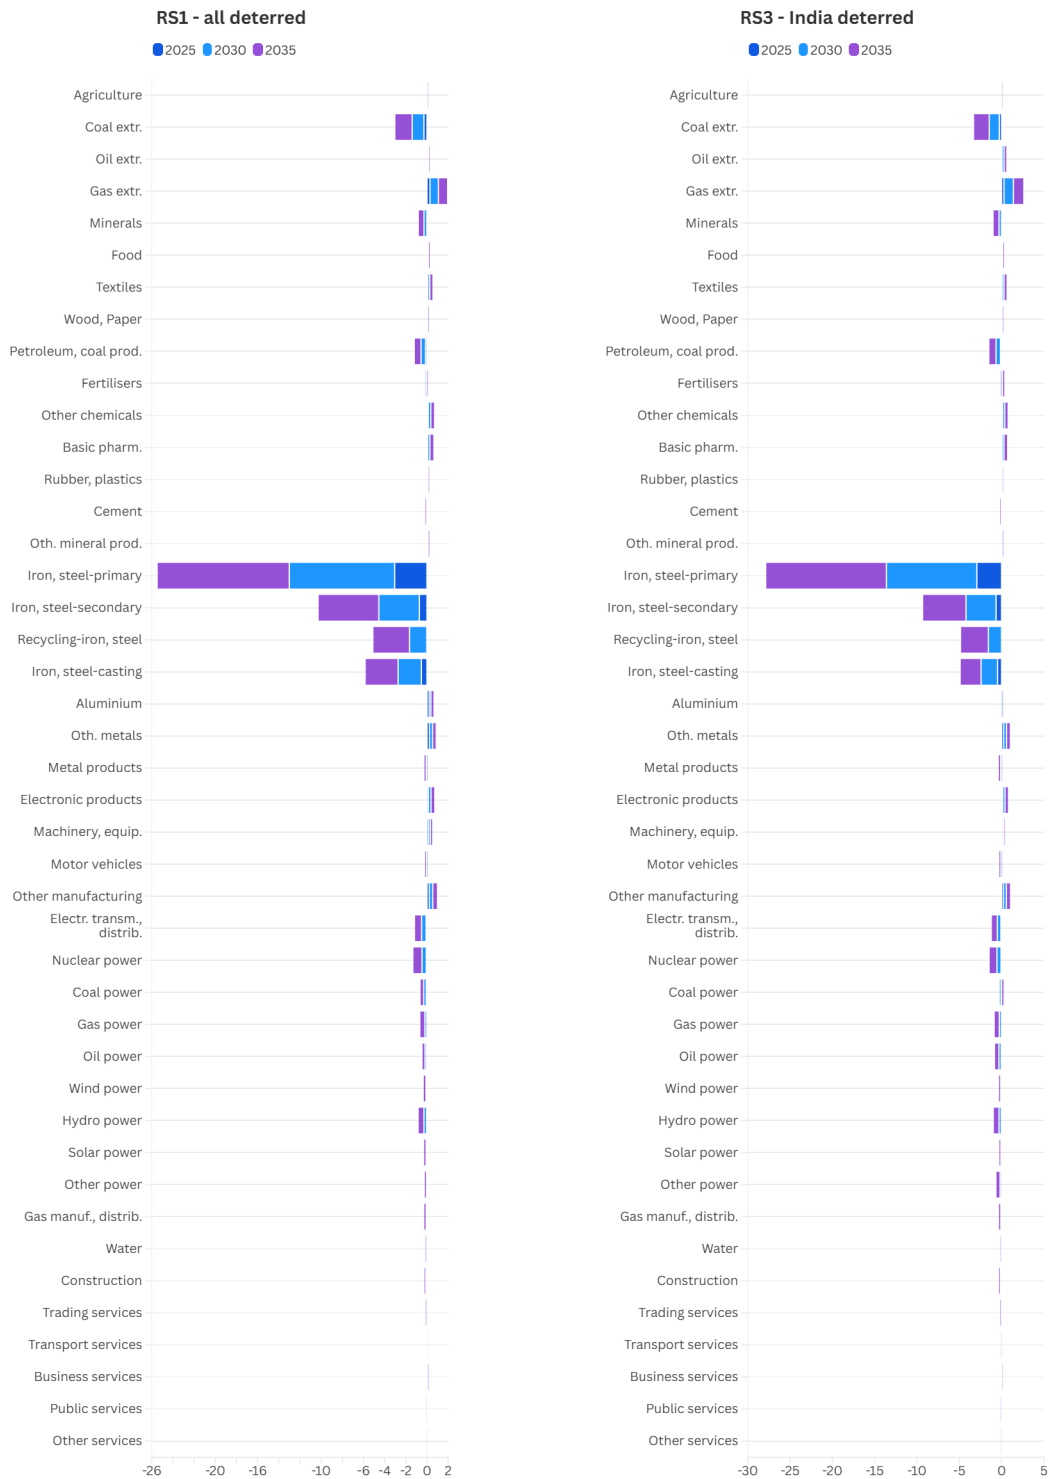 RS1 - all deterred
2025 2030 2035
Agriculture
Coal extr.
Oil extr.
Gas extr.
Minerals
Food
Textiles
Wood, Paper
Petroleum, coal prod.
Fertilisers
Other chemicals
Basic pharm.
Rubber, plastics
Cement
Oth. mineral prod.
Iron, steel-primary
Iron, steel-secondary
Recycling-iron, steel
Iron, steel-casting
Aluminium
Oth. metals
Metal products
Electronic products
Machinery, equip.
Motor vehicles
Other manufacturing
Electr. transm.,
distrib.
Nuclear power
Coal power
Gas power
Oil power
Wind power
Hydro power
Solar power
Other power
Gas manuf., distrib.
Water
Construction
Trading services
Transport services
Business services
Public services
Other services
-26 -20 -16 -10 -6 -4 -2 0 2
RS3 - India deterred
2025 2030 2035
Agriculture
Coal extr.
Oil extr.
Gas extr.
Minerals
Food
Textiles
Wood, Paper
Petroleum, coal prod.
Fertilisers
Other chemicals
Basic pharm.
Rubber, plastics
Cement
Oth. mineral prod.
Iron, steel-primary
Iron, steel-secondary
Recycling-iron, steel
Iron, steel-casting
Aluminium
Oth. metals
Metal products
Electronic products
Machinery, equip.
Motor vehicles
Other manufacturing
Electr. transm.,
distrib.
Nuclear power
Coal power
Gas power
Oil power
Wind power
Hydro power
Solar power
Other power
Gas manuf., distrib.
Water
Construction
Trading services
Transport services
Business services
Public services
Other services
-30 -25 -20 -15 -10 -5 0 5